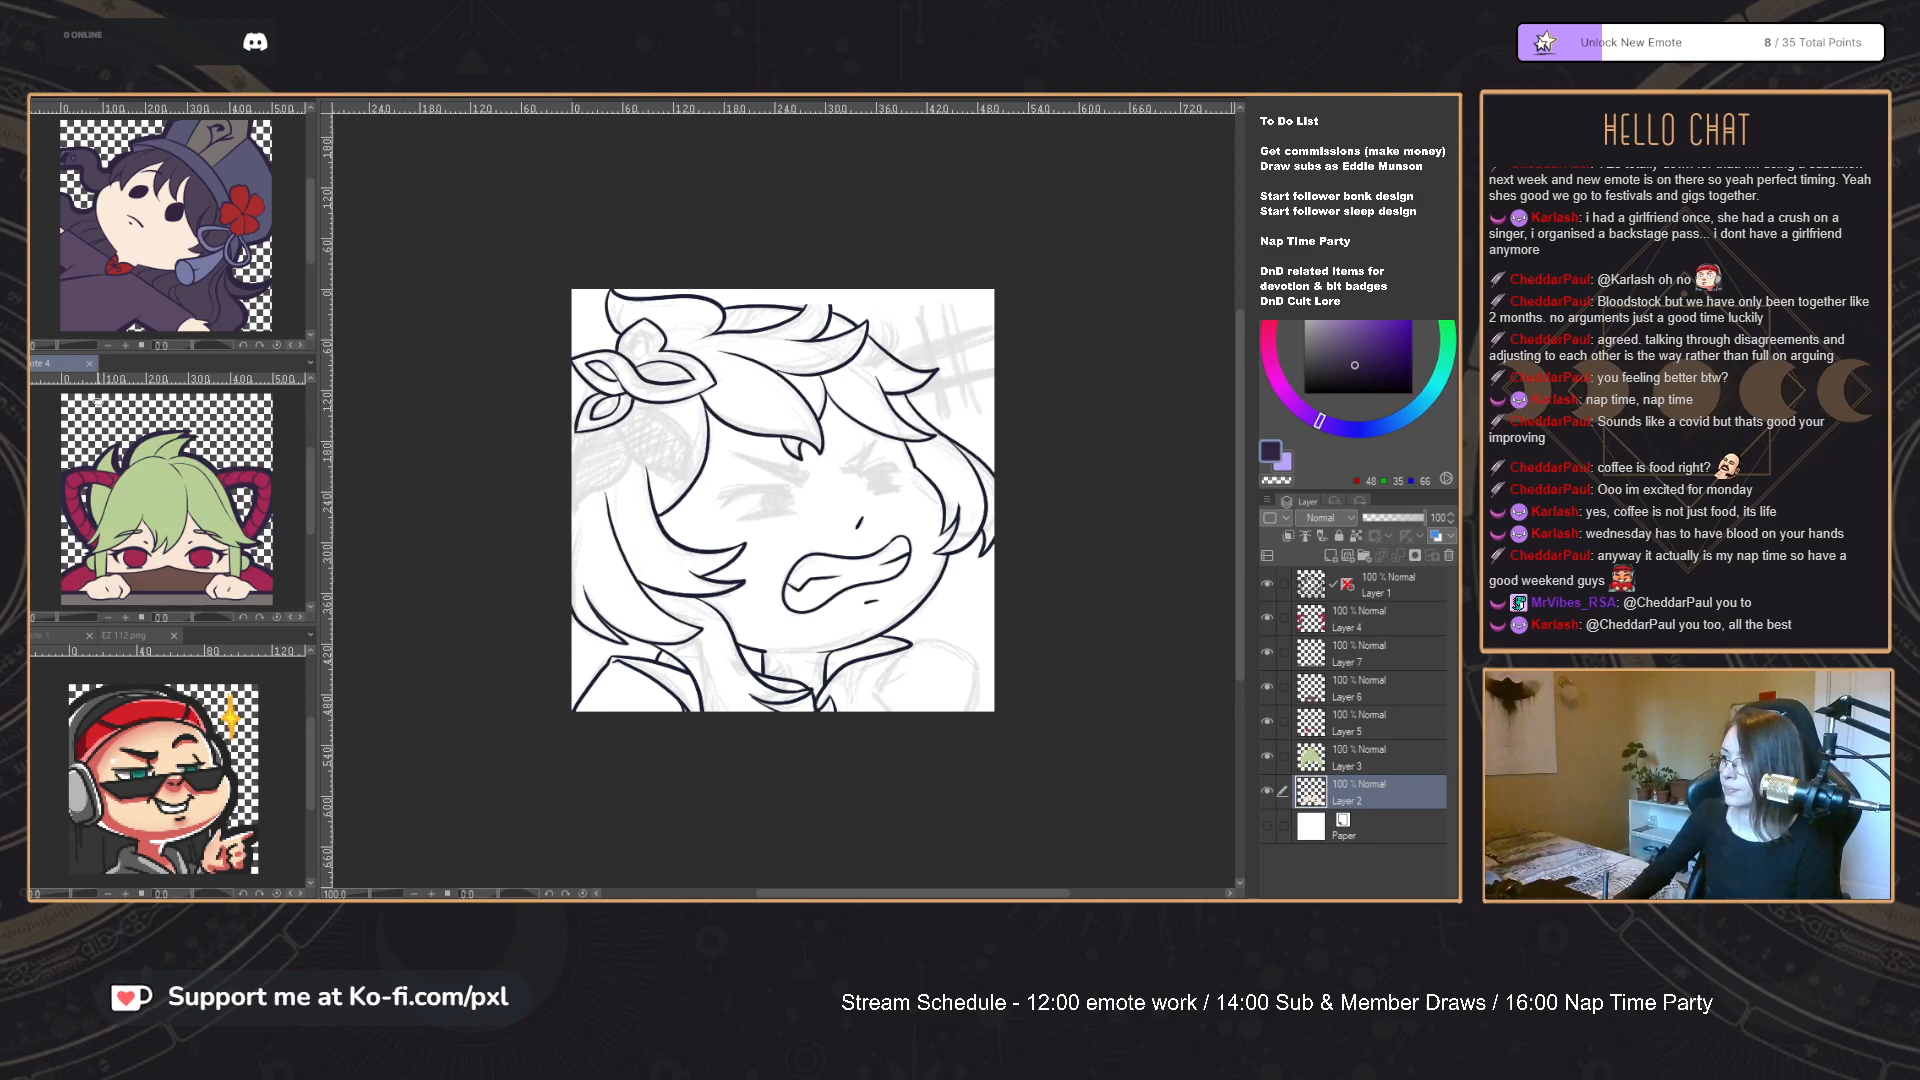 0 ONLINE
Unlock New Emote 8 / 35 Total Points
HELLO CHAT
To Do List
Get commissions (make money)
Draw subs as Eddie Munson
Start follower bonk design
Start follower sleep design
Nap Time Party
DnD related items for
devotion & bit badges
DnD Cult Lore
48 35 66
Layer
Normal 100
100 % Normal
Layer 1
100 % Normal
Layer 4
100 % Normal
Layer 7
100 % Normal
Layer 6
100 % Normal
Layer 5
100 % Normal
Layer 3
100 % Normal
Layer 2
Paper
EZ 112.png
next week and new emote is on there so yeah perfect timing. Yeah
shes good we go to festivals and gigs together.
Karlash: i had a girlfriend once, she had a crush on a
singer, i organised a backstage pass... i dont have a girlfriend
anymore
CheddarPaul: @Karlash oh no
CheddarPaul: Bloodstock but we have only been together like
2 months. no arguments just a good time luckily
CheddarPaul: agreed. talking through disagreements and
adjusting to each other is the way rather than full on arguing
CheddarPaul: you feeling better btw?
Karlash: nap time, nap time
CheddarPaul: Sounds like a covid but thats good your
improving
CheddarPaul: coffee is food right?
CheddarPaul: Ooo im excited for monday
Karlash: yes, coffee is not just food, its life
Karlash: wednesday has to have blood on your hands
CheddarPaul: anyway it actually is my nap time so have a
good weekend guys
MrVibes_RSA: @CheddarPaul you to
Karlash: @CheddarPaul you too, all the best
Support me at Ko-fi.com/pxl
Stream Schedule - 12:00 emote work / 14:00 Sub & Member Draws / 16:00 Nap Time Party